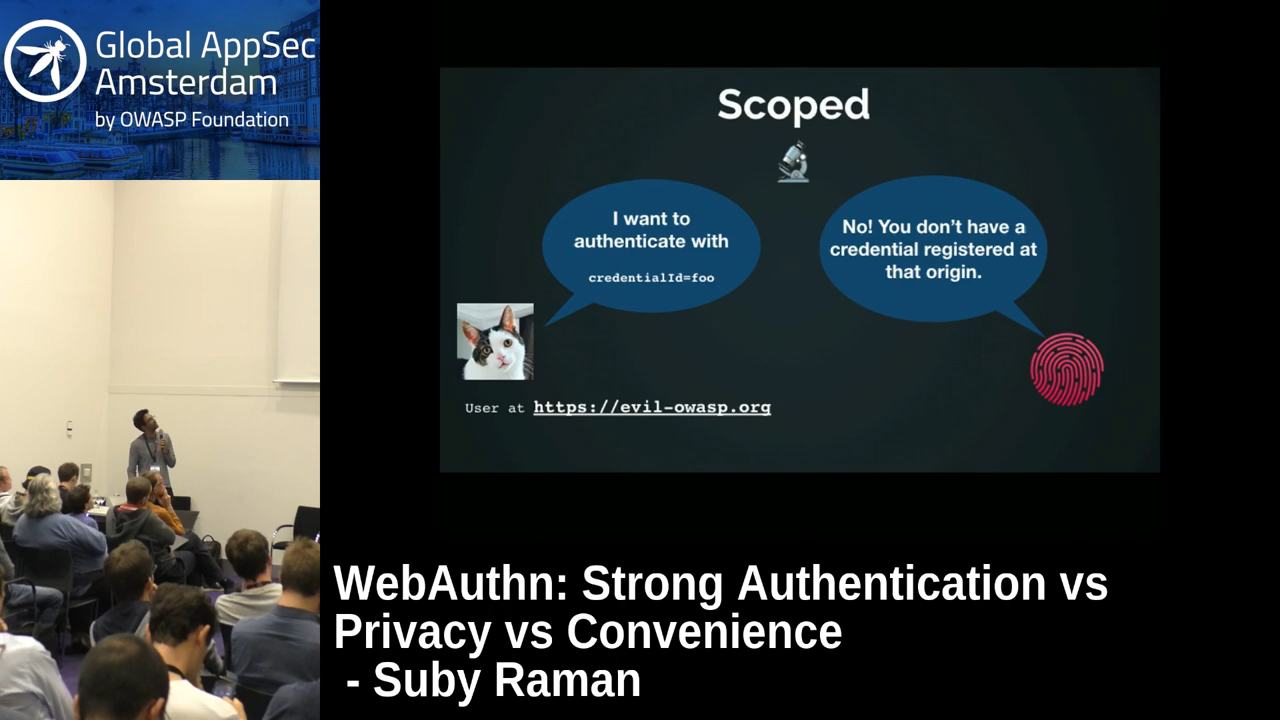 Global AppSec
Amsterdam
by OWASP Foundation
Scoped
I want to
authenticate with
credentialId=foo
No! You don't have a
credential registered at
that origin.
User at https://evil-owasp.org
WebAuthn: Strong Authentication vs
Privacy vs Convenience
- Suby Raman